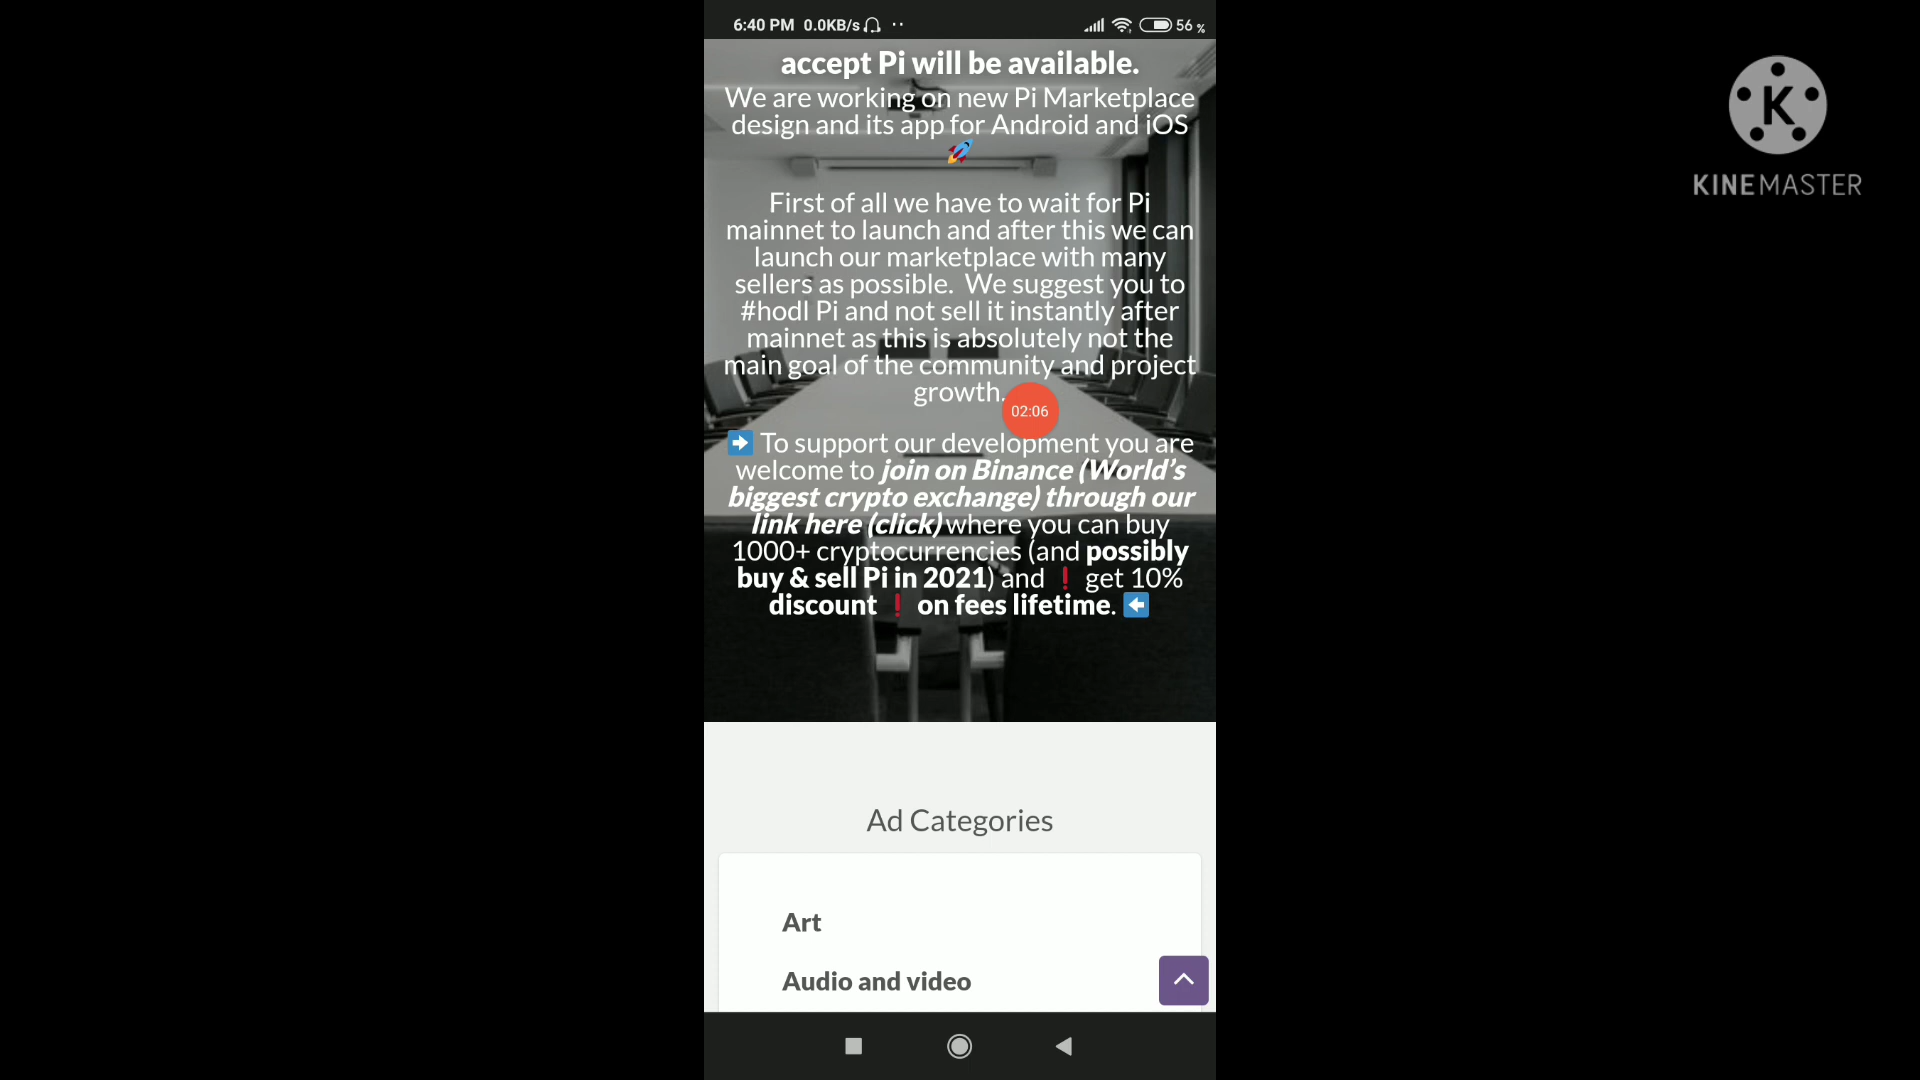 6:40 PM 0.0KB/s
56 %
accept Pi will be available.
We are working on new Pi Marketplace
design and its app for Android and iOS
🚀
First of all we have to wait for Pi
mainnet to launch and after this we can
launch our marketplace with many
sellers as possible. We suggest you to
#hodl Pi and not sell it instantly after
mainnet as this is absolutely not the
main goal of the community and project
growth.
02:06
➡️ To support our development you are
welcome to join on Binance (World's
biggest crypto exchange) through our
link here (click) where you can buy
1000+ cryptocurrencies (and possibly
buy & sell Pi in 2021) and ❗ get 10%
discount ❗ on fees lifetime. ⬅️
Ad Categories
Art
Audio and video
K
KINEMASTER